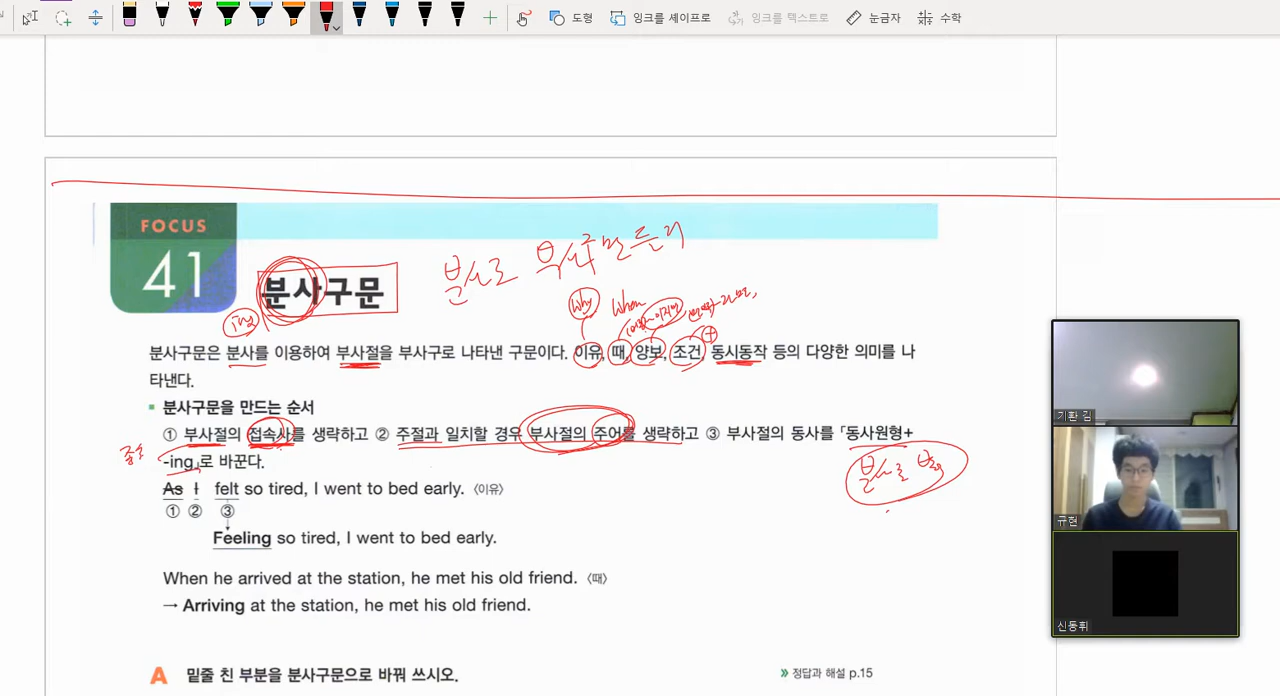 도형 잉크를 셰이프로 잉크를 텍스트로 눈금자 수학
FOCUS
41
분사구문
분사로 부사구 만들기
why
when
ing
분사구문은 분사를 이용하여 부사절을 부사구로 나타낸 구문이다. 이유, 때, 양보, 조건, 동시동작 등의 다양한 의미를 나
타낸다.
분사구문을 만드는 순서
① 부사절의 접속사를 생략하고 ② 주절과 일치할 경우 부사절의 주어를 생략하고 ③ 부사절의 동사를 「동사원형+
-ing」로 바꾼다.
As I felt so tired, I went to bed early. 〈이유〉
① ② ③
Feeling so tired, I went to bed early.
When he arrived at the station, he met his old friend. 〈때〉
→ Arriving at the station, he met his old friend.
A 밑줄 친 부분을 분사구문으로 바꿔 쓰시오.
정답과 해설 p.15
기환 김
규현
신동휘